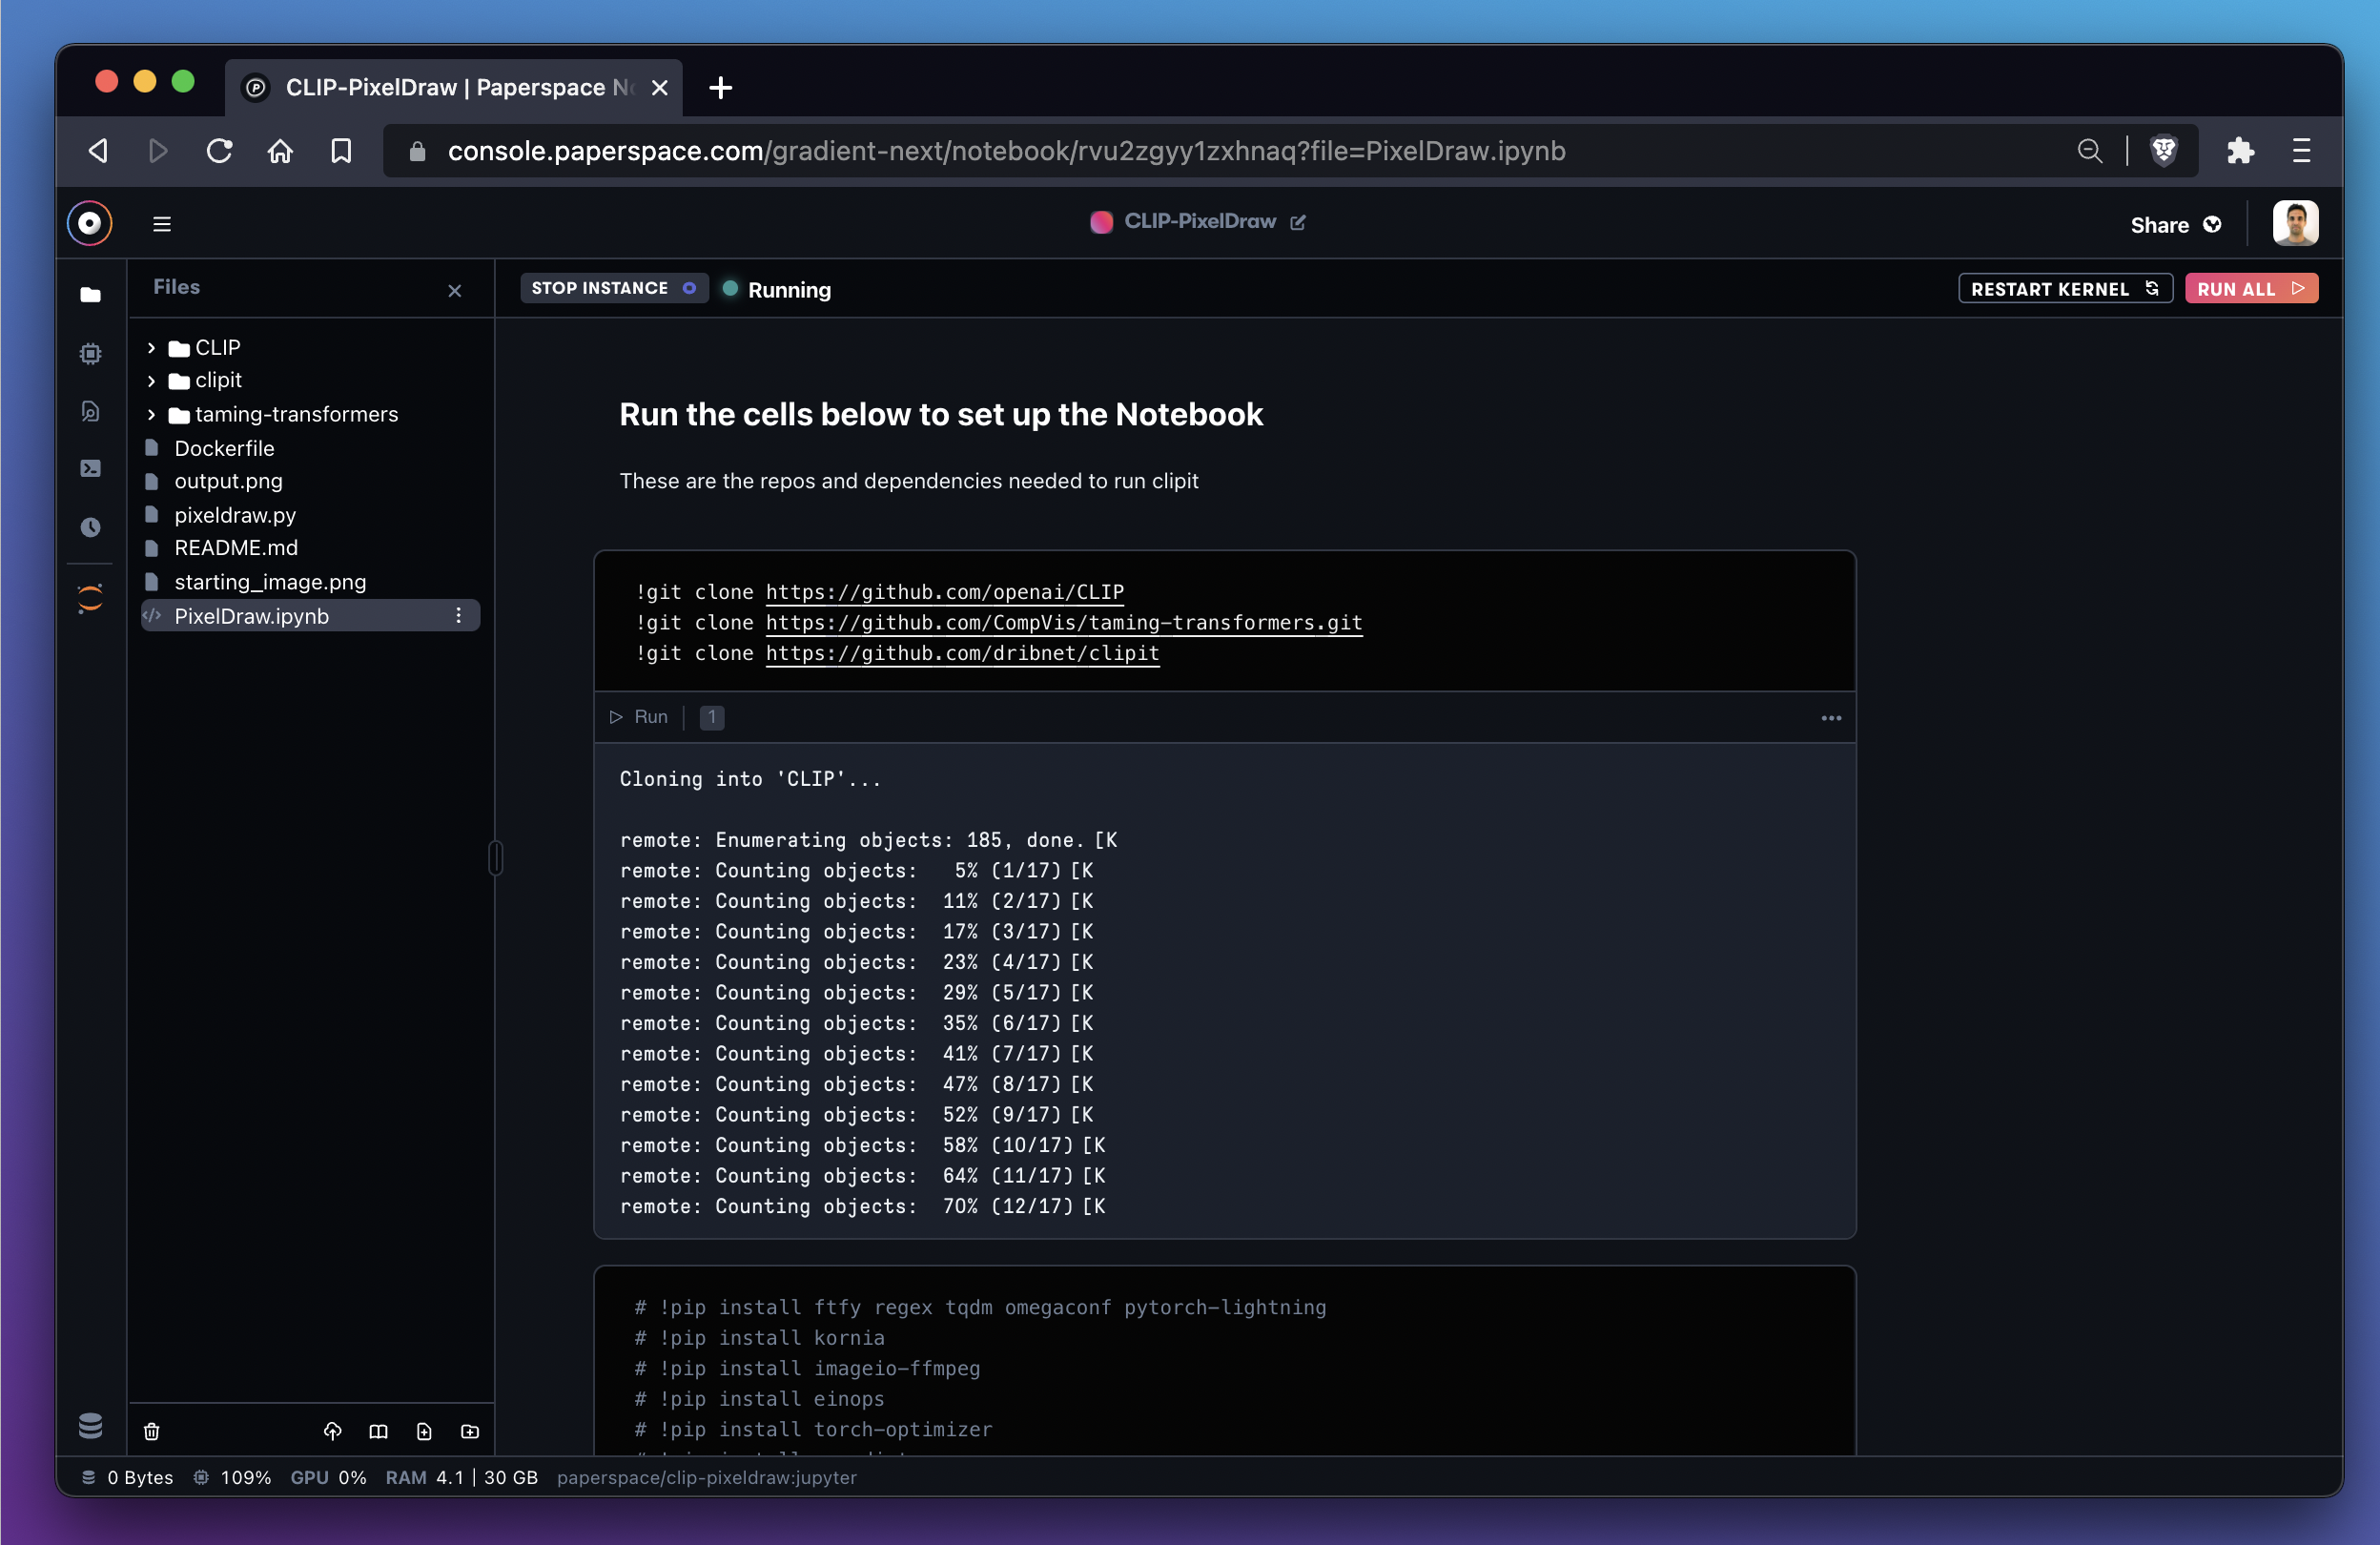 CLIP-PixelDraw | Paperspace No
console.paperspace.com/gradient-next/notebook/rvu2zgyy1zxhnaq?file=PixelDraw.ipynb
CLIP-PixelDraw
Share
Files
STOP INSTANCE
Running
RESTART KERNEL
RUN ALL
CLIP
clipit
taming-transformers
Dockerfile
output.png
pixeldraw.py
README.md
starting_image.png
PixelDraw.ipynb
Run the cells below to set up the Notebook
These are the repos and dependencies needed to run clipit
!git clone https://github.com/openai/CLIP
!git clone https://github.com/CompVis/taming-transformers.git
!git clone https://github.com/dribnet/clipit
Run 1
Cloning into 'CLIP'...
remote: Enumerating objects: 185, done.[K
remote: Counting objects:   5% (1/17)[K
remote: Counting objects:  11% (2/17)[K
remote: Counting objects:  17% (3/17)[K
remote: Counting objects:  23% (4/17)[K
remote: Counting objects:  29% (5/17)[K
remote: Counting objects:  35% (6/17)[K
remote: Counting objects:  41% (7/17)[K
remote: Counting objects:  47% (8/17)[K
remote: Counting objects:  52% (9/17)[K
remote: Counting objects:  58% (10/17)[K
remote: Counting objects:  64% (11/17)[K
remote: Counting objects:  70% (12/17)[K
# !pip install ftfy regex tqdm omegaconf pytorch-lightning
# !pip install kornia
# !pip install imageio-ffmpeg
# !pip install einops
# !pip install torch-optimizer
0 Bytes 109% GPU 0% RAM 4.1 | 30 GB paperspace/clip-pixeldraw:jupyter